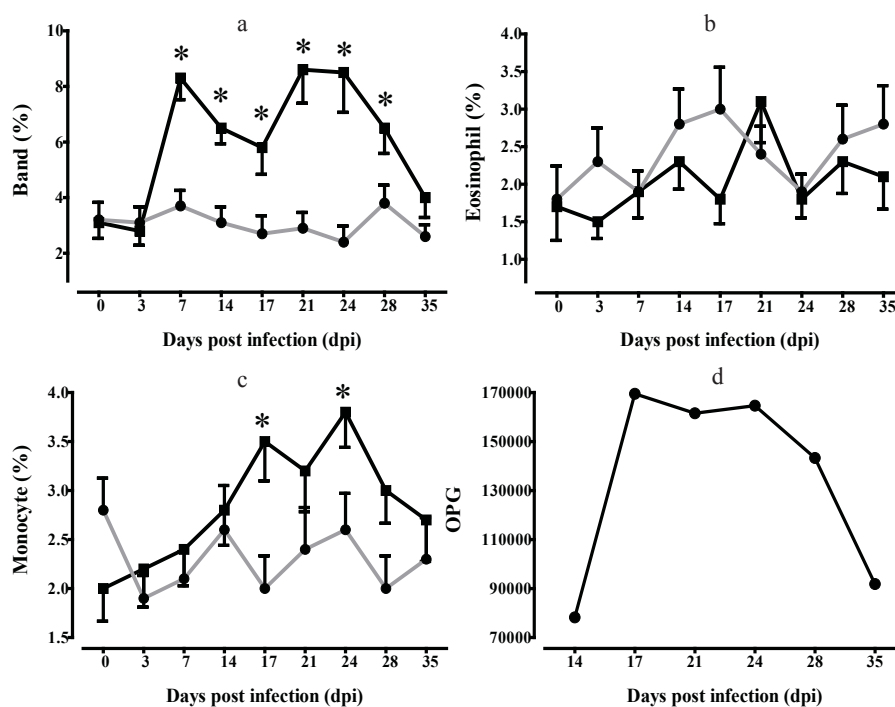 a
10
8
6
4
2
Band (%)
* * * * * *
0 3 7 14 17 21 24 28 35
Days post infection (dpi)
b
4.0
3.5
3.0
2.5
2.0
1.5
1.0
Eosinophil (%)
0 3 7 14 17 21 24 28 35
Days post infection (dpi)
c
4.0
3.5
3.0
2.5
2.0
1.5
Monocyte (%)
* *
0 3 7 14 17 21 24 28 35
Days post infection (dpi)
d
170000
150000
130000
110000
90000
70000
OPG
14 17 21 24 28 35
Days post infection (dpi)